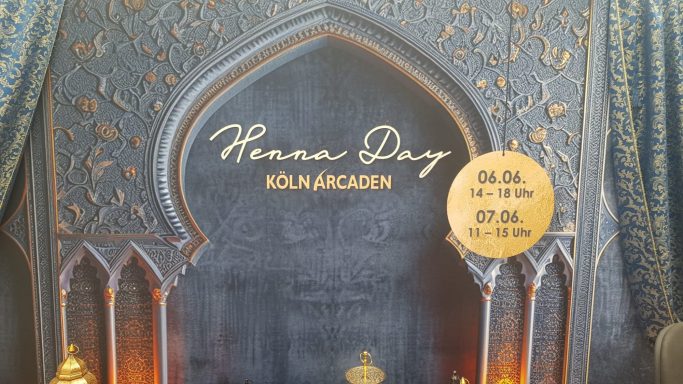 Henna Day
KÖLN ARCADEN
06.06.
14 – 18 Uhr
07.06.
11 – 15 Uhr